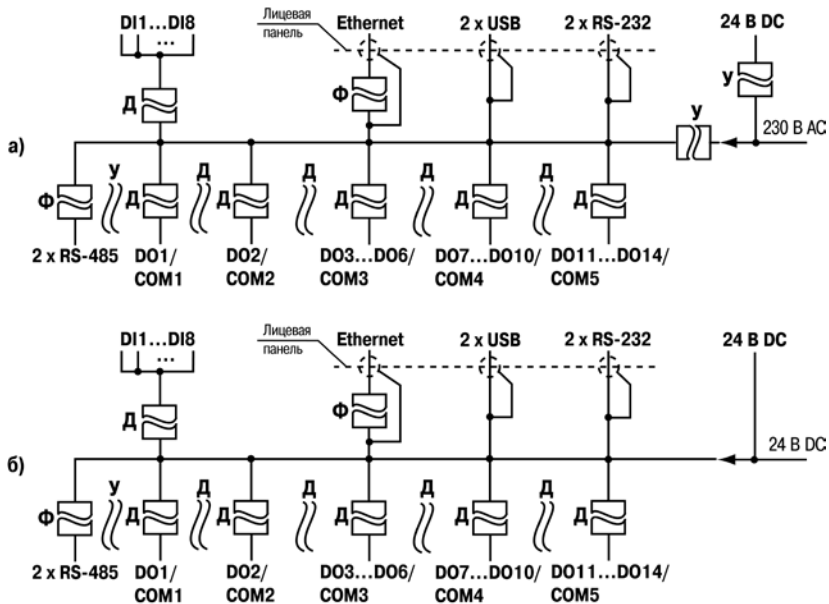 DI1...DI8
...
Лицевая
панель
Ethernet
2 x USB
2 x RS-232
24 В DC
Д
Ф
У
У
230 В AC
а)
Ф
У
Д
Д
Д
Д
Д
Д
Д
Д
Д
2 x RS-485
DO1/
COM1
DO2/
COM2
DO3...DO6/
COM3
DO7...DO10/
COM4
DO11...DO14/
COM5
DI1...DI8
...
Лицевая
панель
Ethernet
2 x USB
2 x RS-232
24 В DC
Д
Ф
24 В DC
б)
Ф
У
Д
Д
Д
Д
Д
Д
Д
Д
Д
2 x RS-485
DO1/
COM1
DO2/
COM2
DO3...DO6/
COM3
DO7...DO10/
COM4
DO11...DO14/
COM5